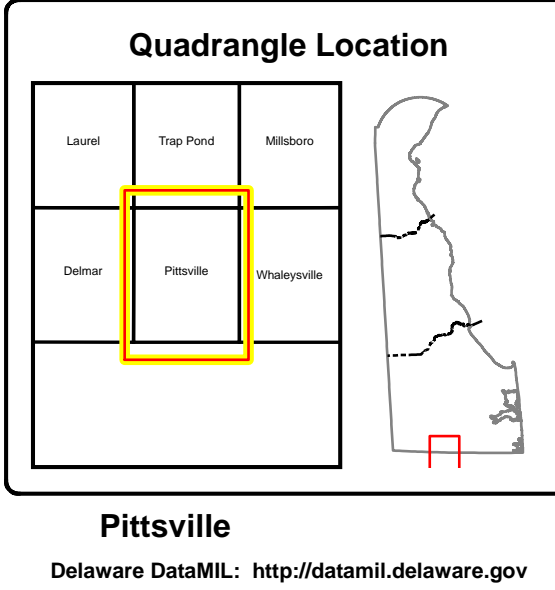 Quadrangle Location
Laurel
Trap Pond
Millsboro
Delmar
Pittsville
Whaleysville
Pittsville
Delaware DataMIL: http://datamil.delaware.gov